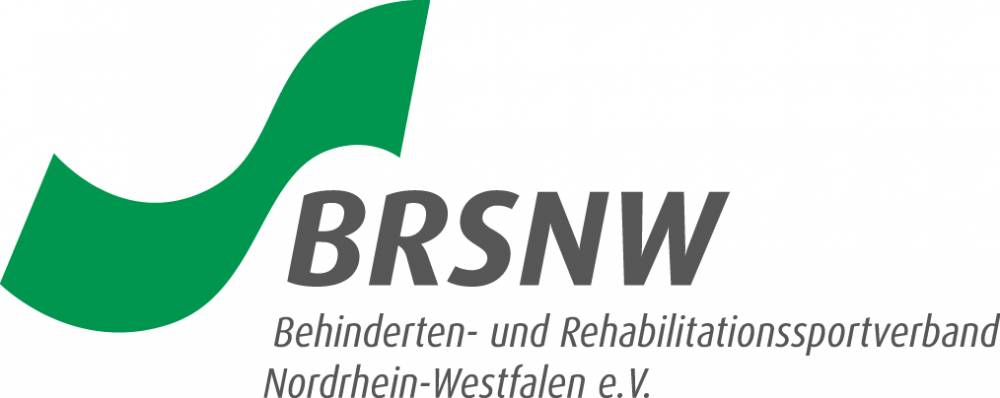 BRSNW
Behinderten- und Rehabilitationssportverband
Nordrhein-Westfalen e.V.